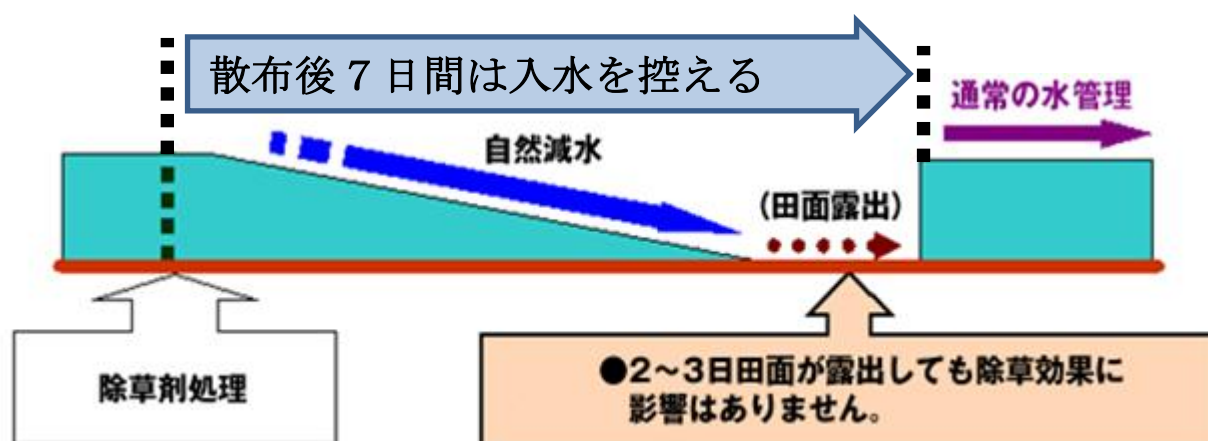 散布後７日間は入水を控える
通常の水管理
自然減水
（田面露出）
除草剤処理
●2～3日田面が露出しても除草効果に
影響はありません。